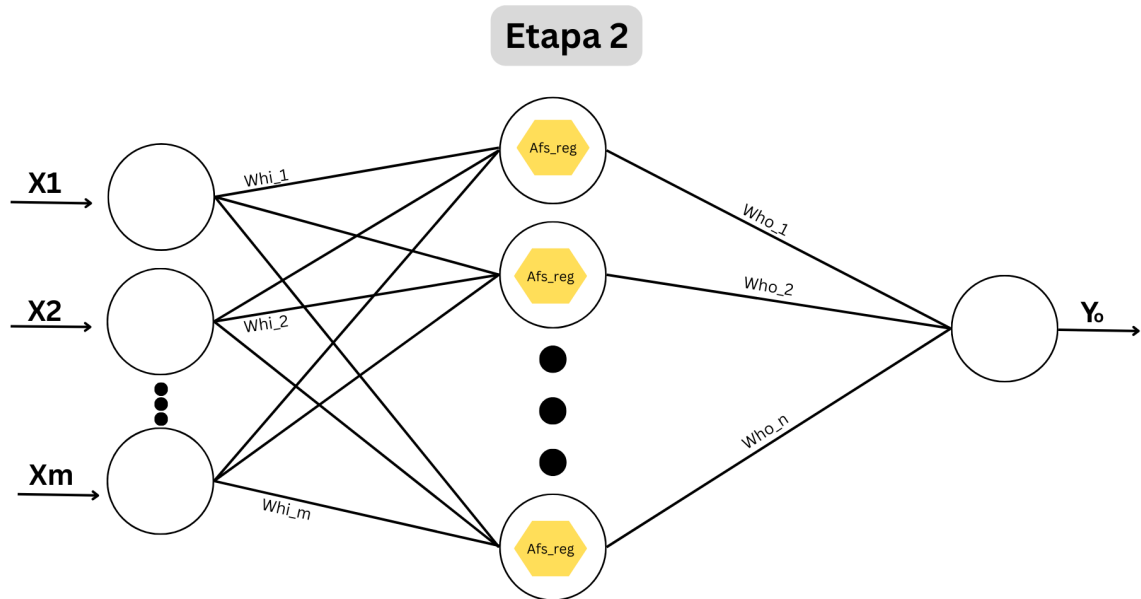 Etapa 2
Afs_reg
X1
Whi_1
Who_1
Afs_reg
X2
Whi_2
Who_2
Yo
Xm
Whi_m
Who_n
Afs_reg